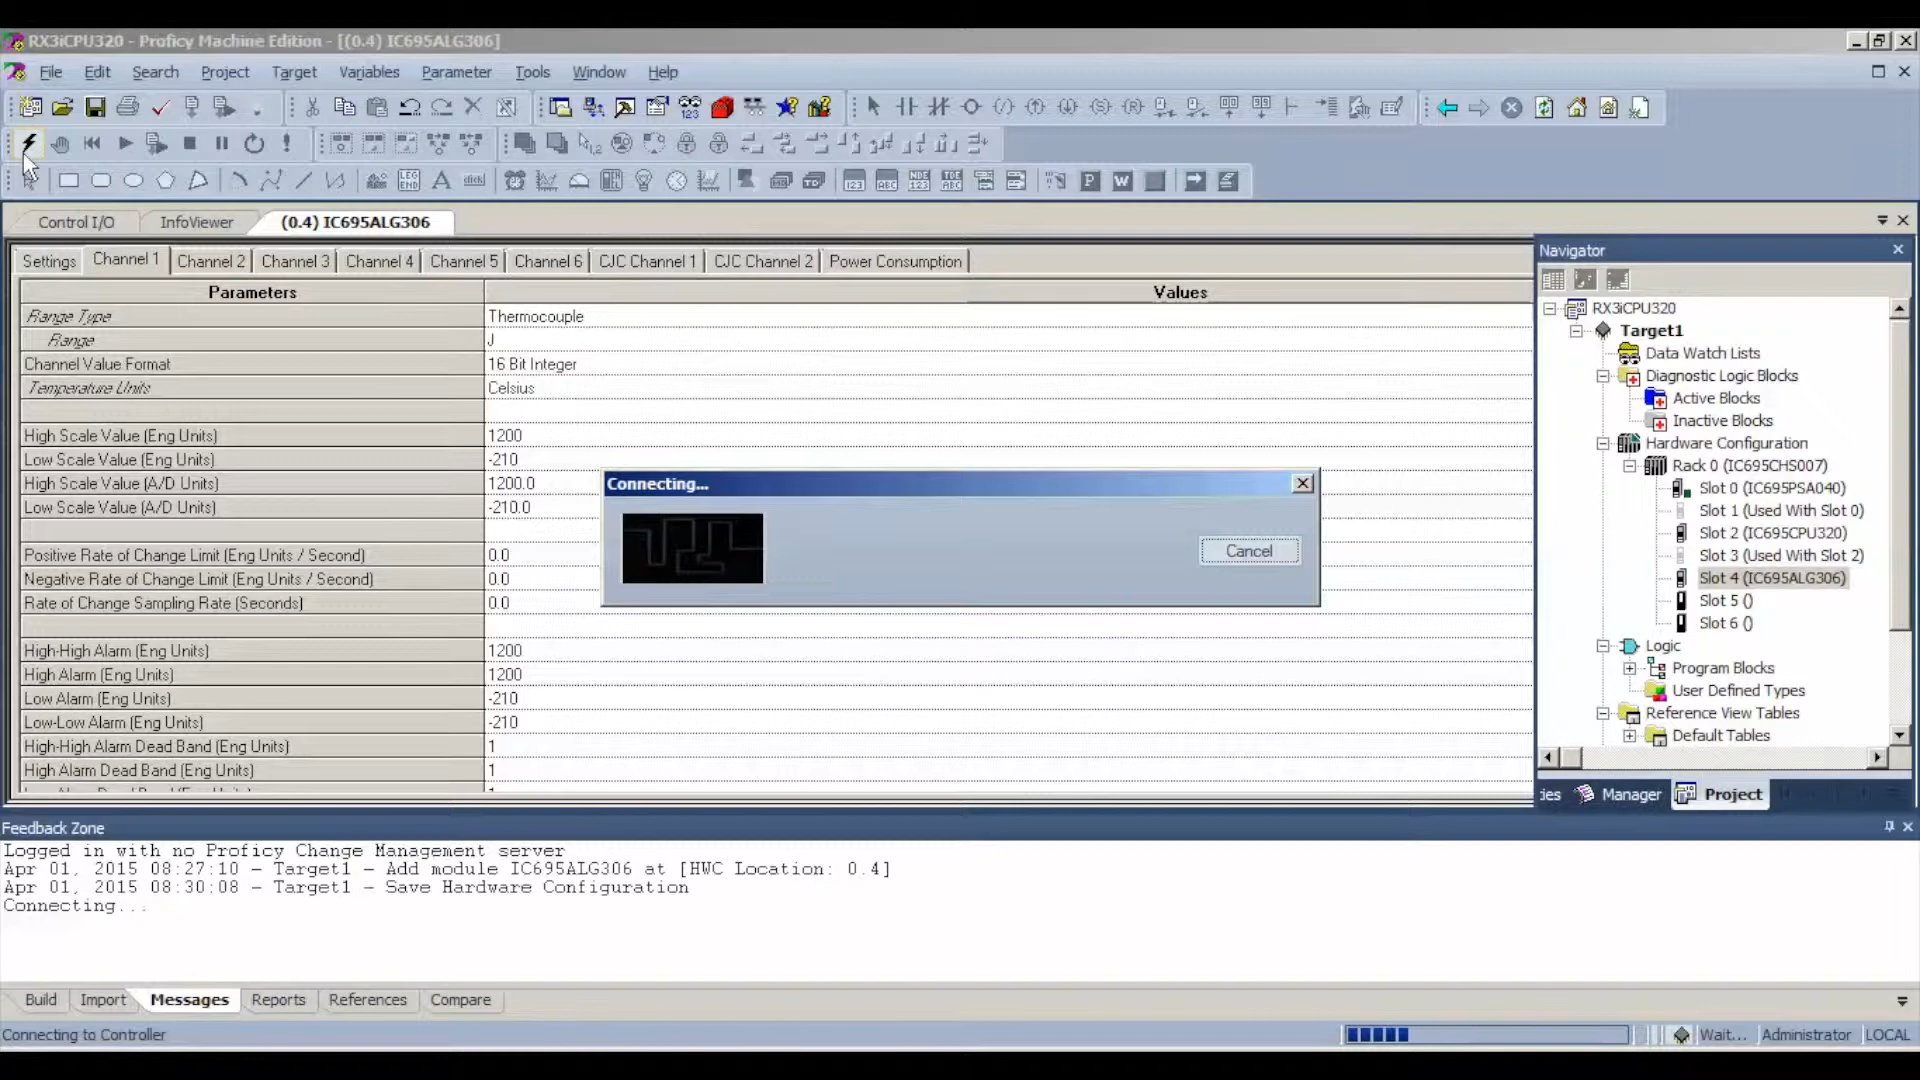 RX3iCPU320 - Proficy Machine Edition - [(0.4) IC695ALG306]
File Edit Search Project Target Variables Parameter Tools Window Help
Control I/O InfoViewer (0.4) IC695ALG306
Settings Channel 1 Channel 2 Channel 3 Channel 4 Channel 5 Channel 6 CJC Channel 1 CJC Channel 2 Power Consumption
Parameters Values
Range Type Thermocouple
Range J
Channel Value Format 16 Bit Integer
Temperature Units Celsius
High Scale Value (Eng Units) 1200
Low Scale Value (Eng Units) -210
High Scale Value (A/D Units) 1200.0
Low Scale Value (A/D Units) -210.0
Positive Rate of Change Limit (Eng Units / Second) 0.0
Negative Rate of Change Limit (Eng Units / Second) 0.0
Rate of Change Sampling Rate (Seconds) 0.0
High-High Alarm (Eng Units) 1200
High Alarm (Eng Units) 1200
Low Alarm (Eng Units) -210
Low-Low Alarm (Eng Units) -210
High-High Alarm Dead Band (Eng Units) 1
High Alarm Dead Band (Eng Units) 1
Connecting...
Cancel
Navigator
RX3iCPU320
Target1
Data Watch Lists
Diagnostic Logic Blocks
Active Blocks
Inactive Blocks
Hardware Configuration
Rack 0 (IC695CHS007)
Slot 0 (IC695PSA040)
Slot 1 (Used With Slot 0)
Slot 2 (IC695CPU320)
Slot 3 (Used With Slot 2)
Slot 4 (IC695ALG306)
Slot 5 ()
Slot 6 ()
Logic
Program Blocks
User Defined Types
Reference View Tables
Default Tables
ties Manager Project
Feedback Zone
Logged in with no Proficy Change Management server
Apr 01, 2015 08:27:10 - Target1 - Add module IC695ALG306 at [HWC Location: 0.4]
Apr 01, 2015 08:30:08 - Target1 - Save Hardware Configuration
Connecting...
Build Import Messages Reports References Compare
Connecting to Controller Wait... Administrator LOCAL